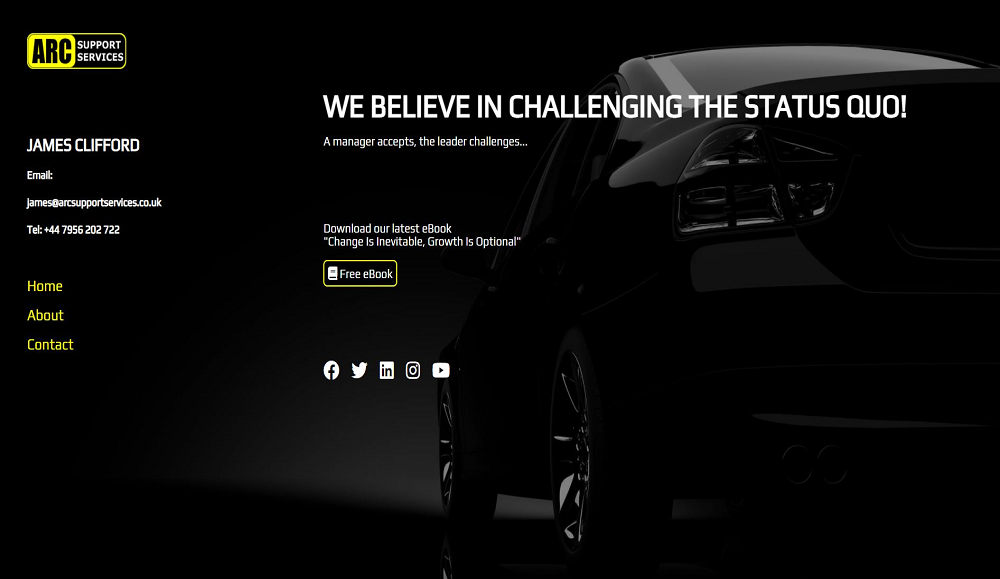 ARC SUPPORT SERVICES
WE BELIEVE IN CHALLENGING THE STATUS QUO!
A manager accepts, the leader challenges...
JAMES CLIFFORD
Email:
james@arcsupportservices.co.uk
Tel: +44 7956 202 722
Home
About
Contact
Download our latest eBook
"Change Is Inevitable, Growth Is Optional"
Free eBook